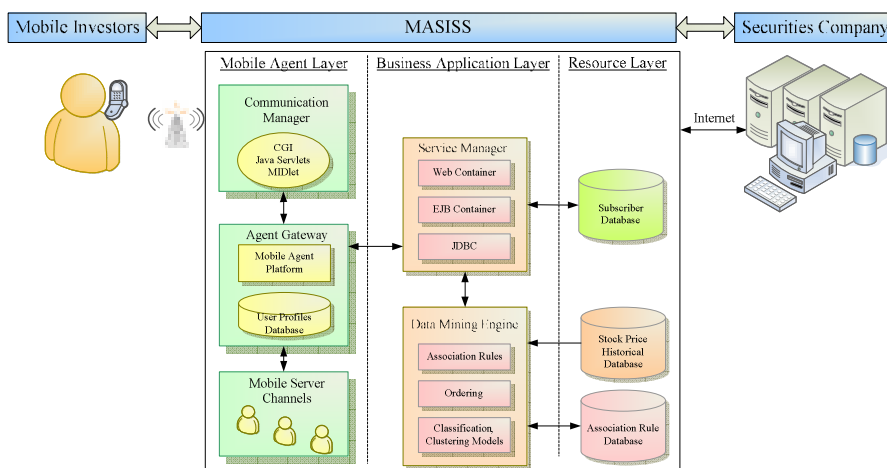 Mobile Investors
MASISS
Securities Company
Mobile Agent Layer
Business Application Layer
Resource Layer
Communication
Manager
CGI
Java Servlets
MIDlet
Agent Gateway
Mobile Agent
Platform
User Profiles
Database
Mobile Server
Channels
Service Manager
Web Container
EJB Container
JDBC
Data Mining Engine
Association Rules
Ordering
Classification,
Clustering Models
Subscriber
Database
Stock Price
Historical
Database
Association Rule
Database
Internet